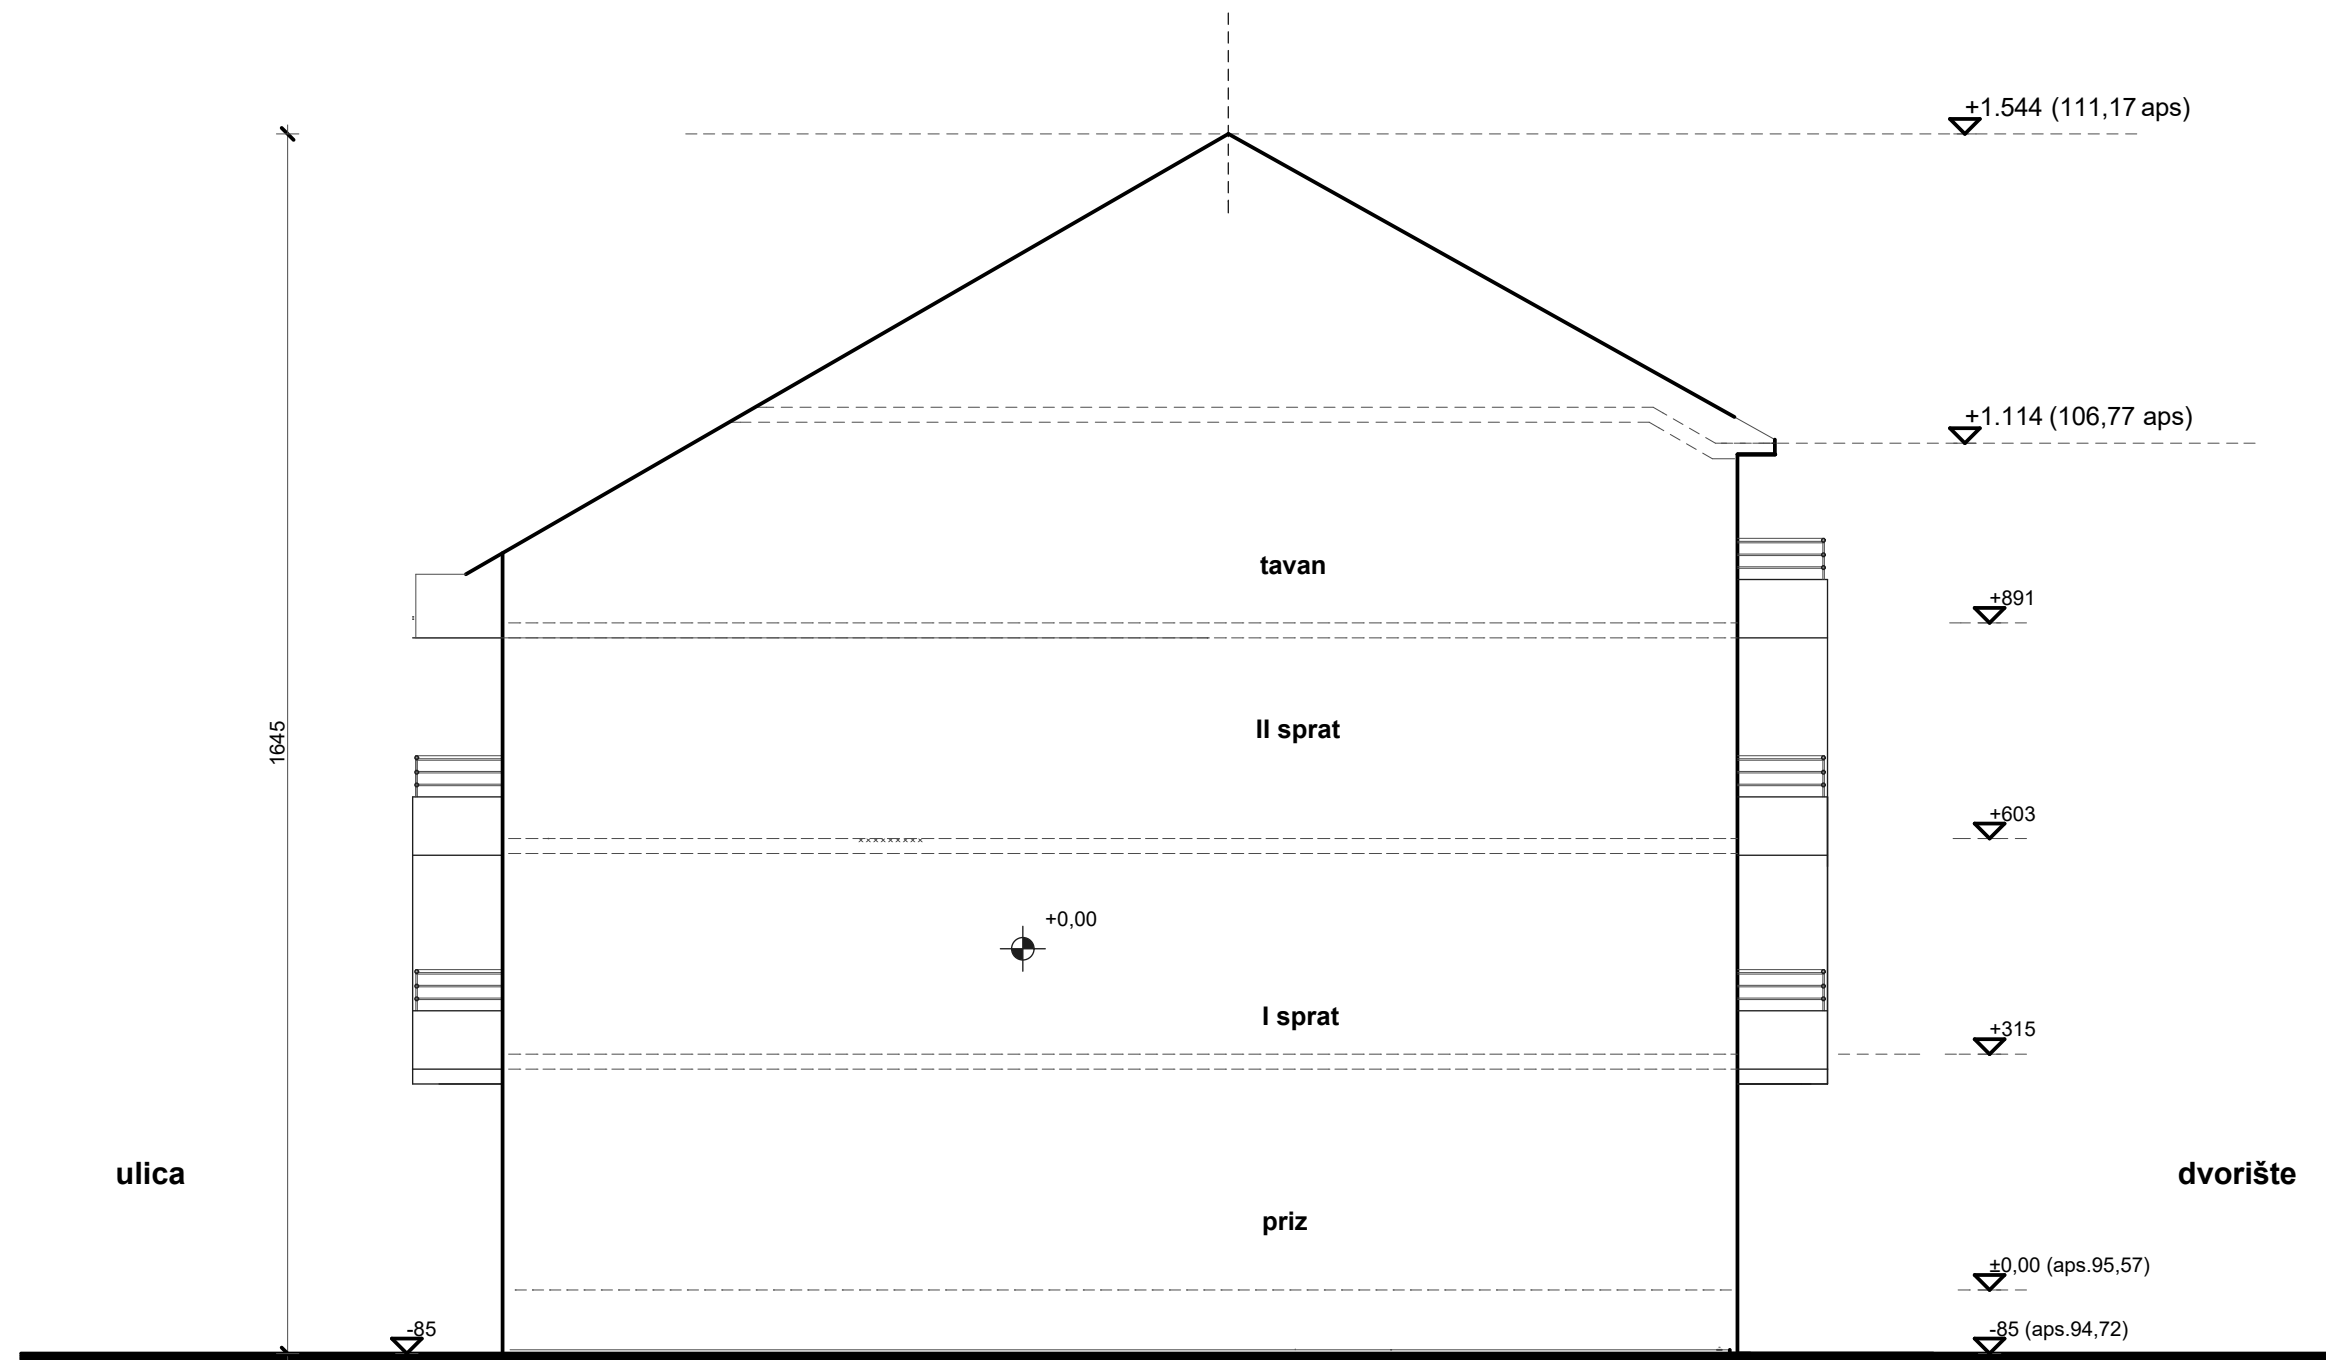 +1.544 (111,17 aps)
+1.114 (106,77 aps)
tavan
+891
II sprat
1645
+603
+0,00
I sprat
+315
ulica
dvorište
priz
±0,00 (aps.95,57)
-85
-85 (aps.94,72)